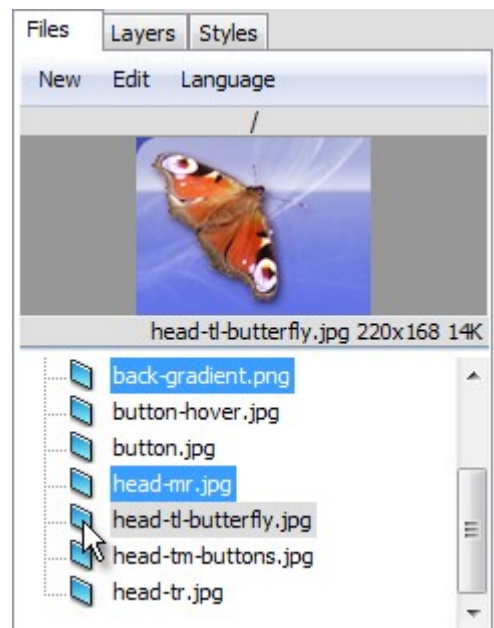 Files Layers Styles
New Edit Language
/
head-tl-butterfly.jpg 220x168 14K
back-gradient.png
button-hover.jpg
button.jpg
head-mr.jpg
head-tl-butterfly.jpg
head-tm-buttons.jpg
head-tr.jpg